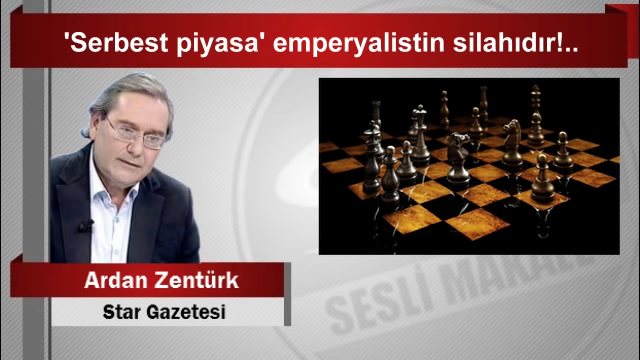 'Serbest piyasa' emperyalistin silahıdır!..
Ardan Zentürk
Star Gazetesi
SESLİ MAKALE